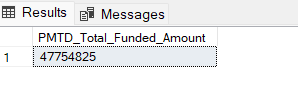 Results Messages
PMTD_Total_Funded_Amount
1 47754825